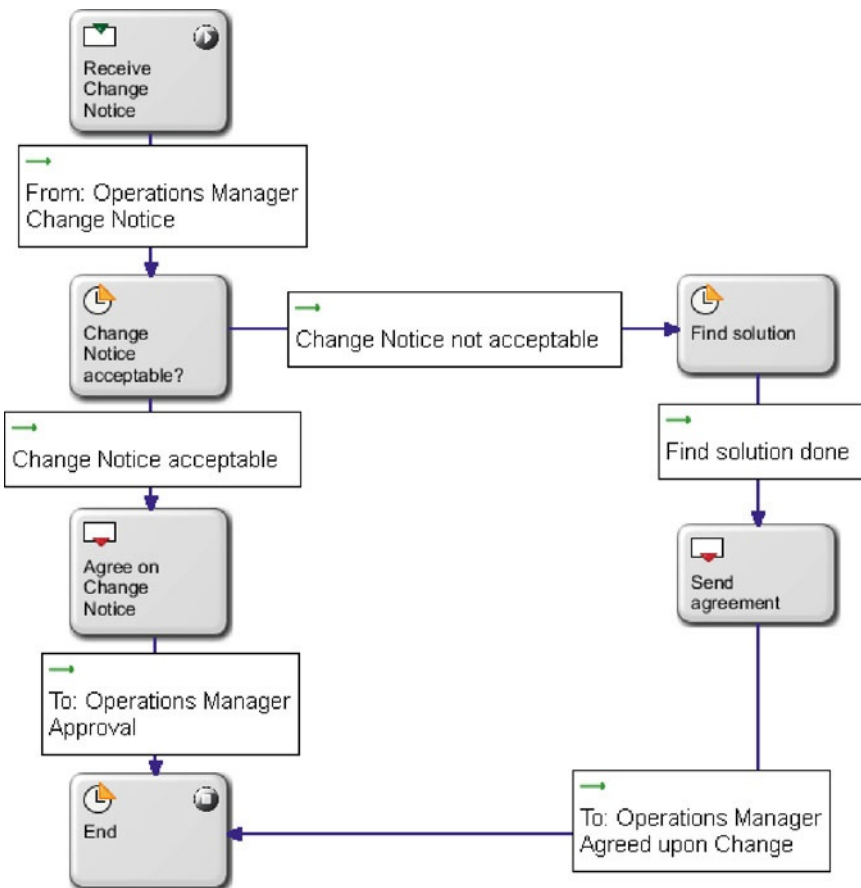 Receive
Change
Notice
From: Operations Manager
Change Notice
Change
Notice
acceptable?
Change Notice not acceptable
Find solution
Change Notice acceptable
Find solution done
Agree on
Change
Notice
Send
agreement
To: Operations Manager
Approval
End
To: Operations Manager
Agreed upon Change